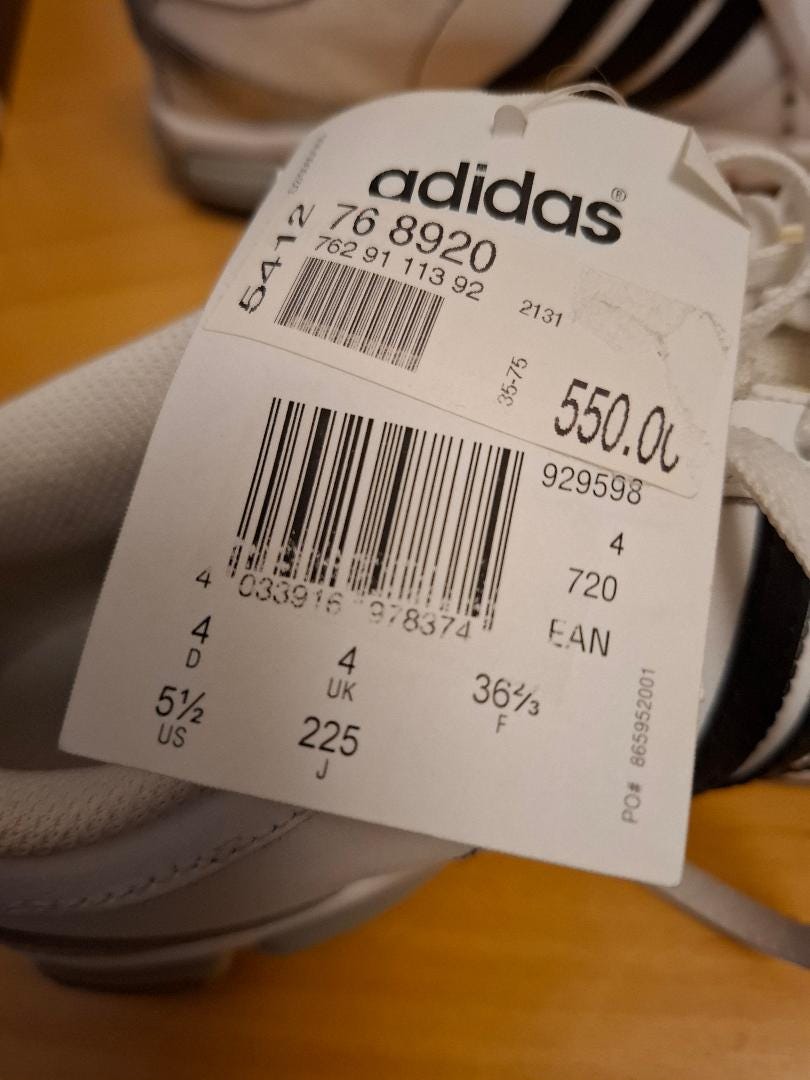 adidas®
76 8920
762 91 113 92
5412
2131
35-75
550.00
929598
4
720
EAN
4 033916 978374
4
D
4
UK
36⅔
F
5½
US
225
J
PO# 865952001